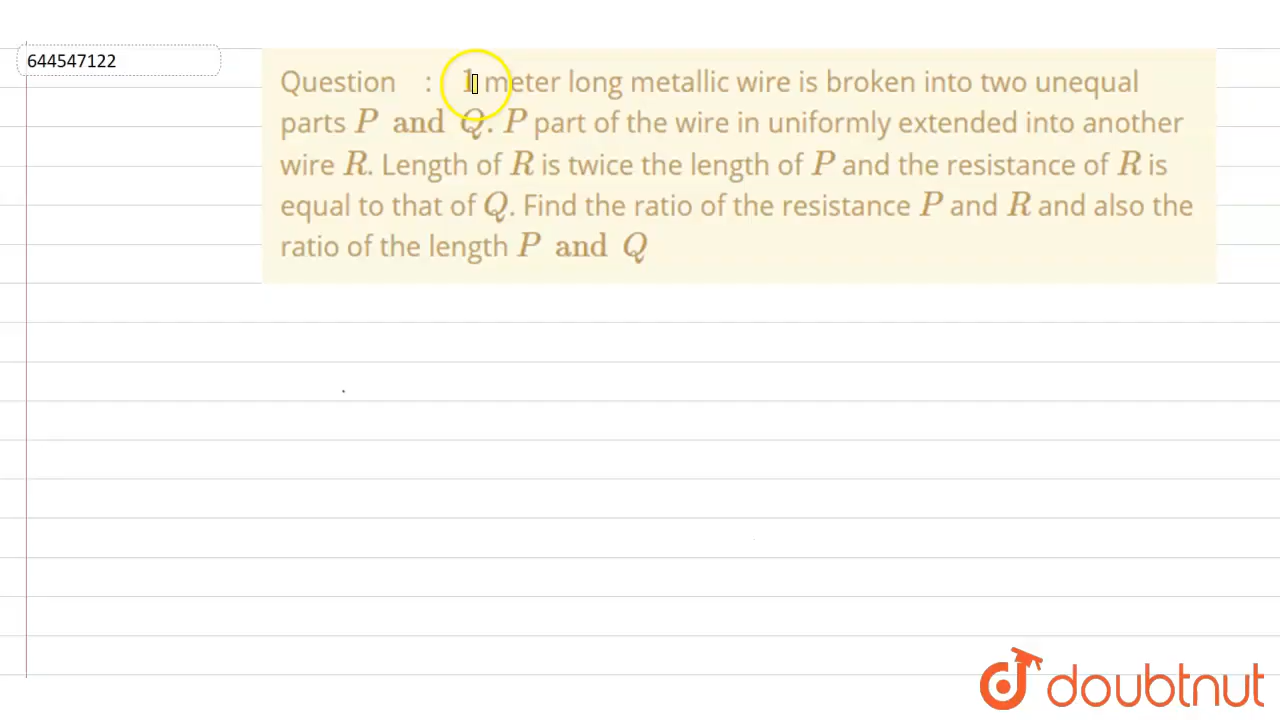 644547122
Question : 1 meter long metallic wire is broken into two unequal
parts P and Q. P part of the wire in uniformly extended into another
wire R. Length of R is twice the length of P and the resistance of R is
equal to that of Q. Find the ratio of the resistance P and R and also the
ratio of the length P and Q
doubtnut